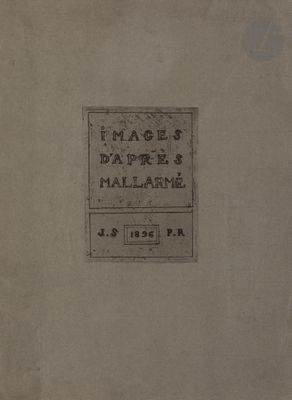 IMAGES
D'APRÈS
MALLARMÉ
J.S 1896 P.R